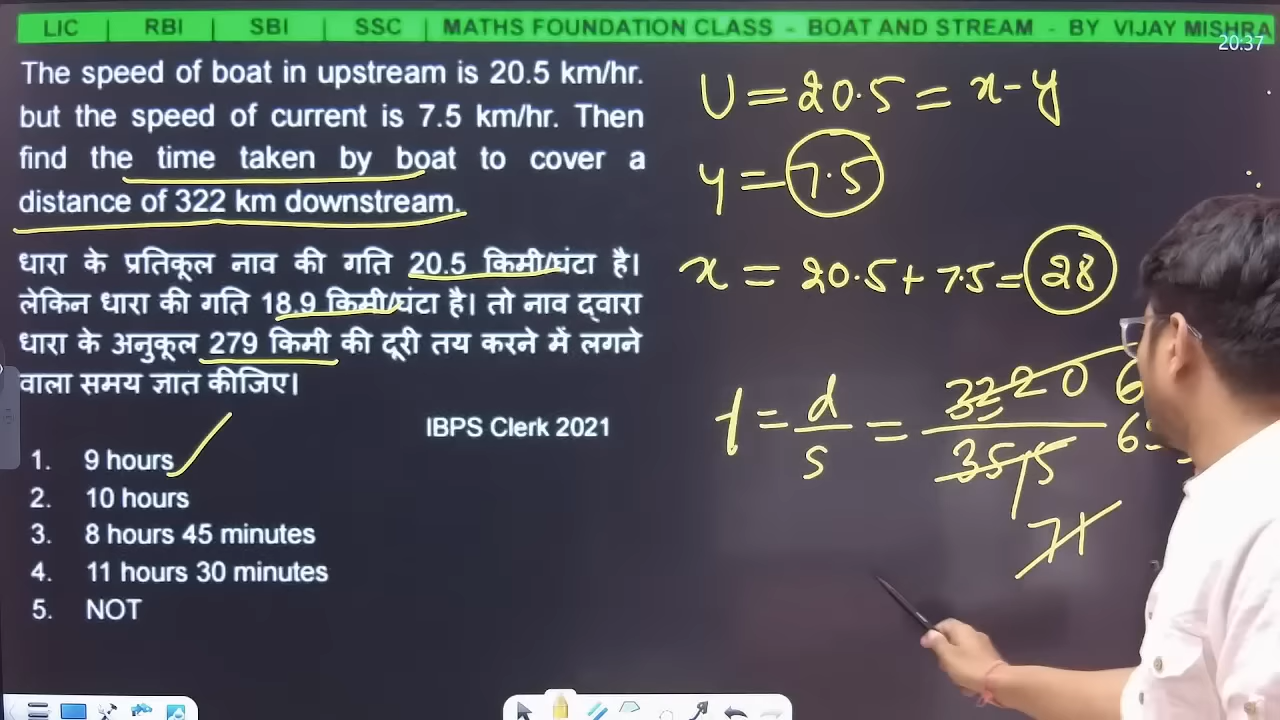 LIC | RBI | SBI | SSC | MATHS FOUNDATION CLASS - BOAT AND STREAM - BY VIJAY MISHRA
20:37
The speed of boat in upstream is 20.5 km/hr.
but the speed of current is 7.5 km/hr. Then
find the time taken by boat to cover a
distance of 322 km downstream.
धारा के प्रतिकूल नाव की गति 20.5 किमी/घंटा है।
लेकिन धारा की गति 18.9 किमी/घंटा है। तो नाव द्वारा
धारा के अनुकूल 279 किमी की दूरी तय करने में लगने
वाला समय ज्ञात कीजिए।
IBPS Clerk 2021
1. 9 hours
2. 10 hours
3. 8 hours 45 minutes
4. 11 hours 30 minutes
5. NOT
U = 20.5 = x - y
y = 7.5
x = 20.5 + 7.5 = 28
t = d/s = 3220/355
71